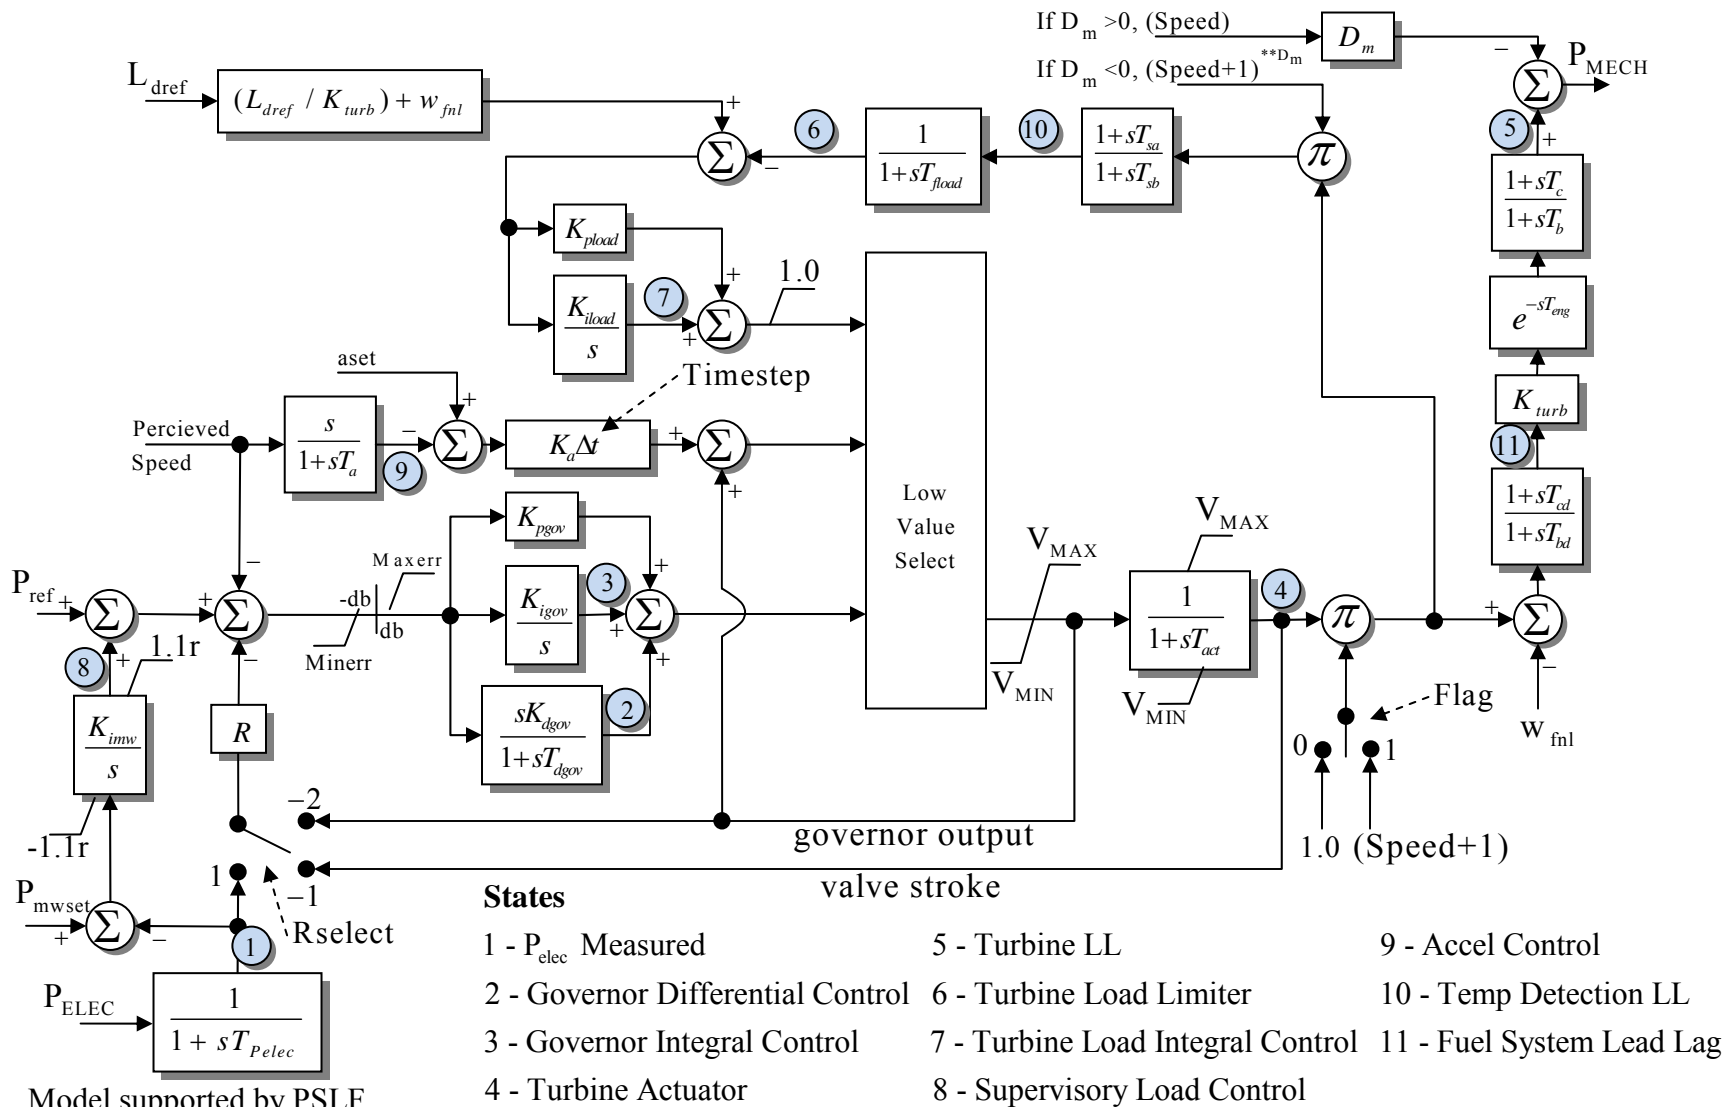 If D_m >0, (Speed)
D_m
−
P_MECH
If D_m <0, (Speed+1)^**D_m
Σ
L_dref
(L_dref / K_turb) + w_fnl
+
Σ
−
6
1
1+sT_fload
10
1+sT_sa
1+sT_sb
π
5
+
1+sT_c
1+sT_b
K_pload
+
K_iload
s
7
+
Σ
1.0
e^−sT_eng
aset
Timestep
K_turb
11
Percieved
Speed
s
1+sT_a
−
9
+
Σ
K_aΔt
+
Σ
+
Low
Value
Select
1+sT_cd
1+sT_bd
K_pgov
V_MAX
V_MAX
P_ref
+
Σ
+
−
Σ
−
-db
db
Maxerr
Minerr
K_igov
s
3
+
+
Σ
+
V_MIN
1
1+sT_act
V_MIN
4
π
+
Σ
−
w_fnl
8
+
1.1r
K_imw
s
-1.1r
R
sK_dgov
1+sT_dgov
2
Flag
0
1
1.0
(Speed+1)
−2
governor output
−1
valve stroke
1
Rselect
P_mwset
+
Σ
−
1
P_ELEC
1
1 + sT_Pelec
States
1 - P_elec Measured
2 - Governor Differential Control
3 - Governor Integral Control
4 - Turbine Actuator
5 - Turbine LL
6 - Turbine Load Limiter
7 - Turbine Load Integral Control
8 - Supervisory Load Control
9 - Accel Control
10 - Temp Detection LL
11 - Fuel System Lead Lag
Model supported by PSLF